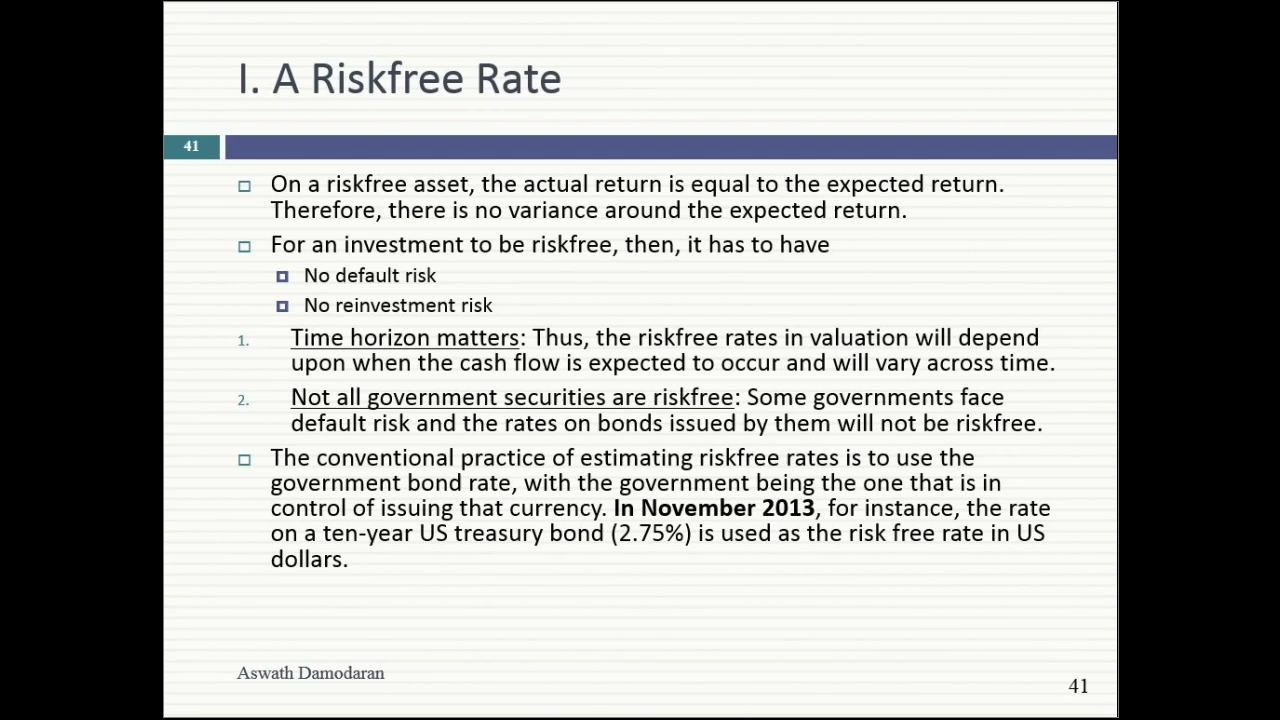 I. A Riskfree Rate
41
On a riskfree asset, the actual return is equal to the expected return.
Therefore, there is no variance around the expected return.
For an investment to be riskfree, then, it has to have
No default risk
No reinvestment risk
1. Time horizon matters: Thus, the riskfree rates in valuation will depend
upon when the cash flow is expected to occur and will vary across time.
2. Not all government securities are riskfree: Some governments face
default risk and the rates on bonds issued by them will not be riskfree.
The conventional practice of estimating riskfree rates is to use the
government bond rate, with the government being the one that is in
control of issuing that currency. In November 2013, for instance, the rate
on a ten-year US treasury bond (2.75%) is used as the risk free rate in US
dollars.
Aswath Damodaran
41